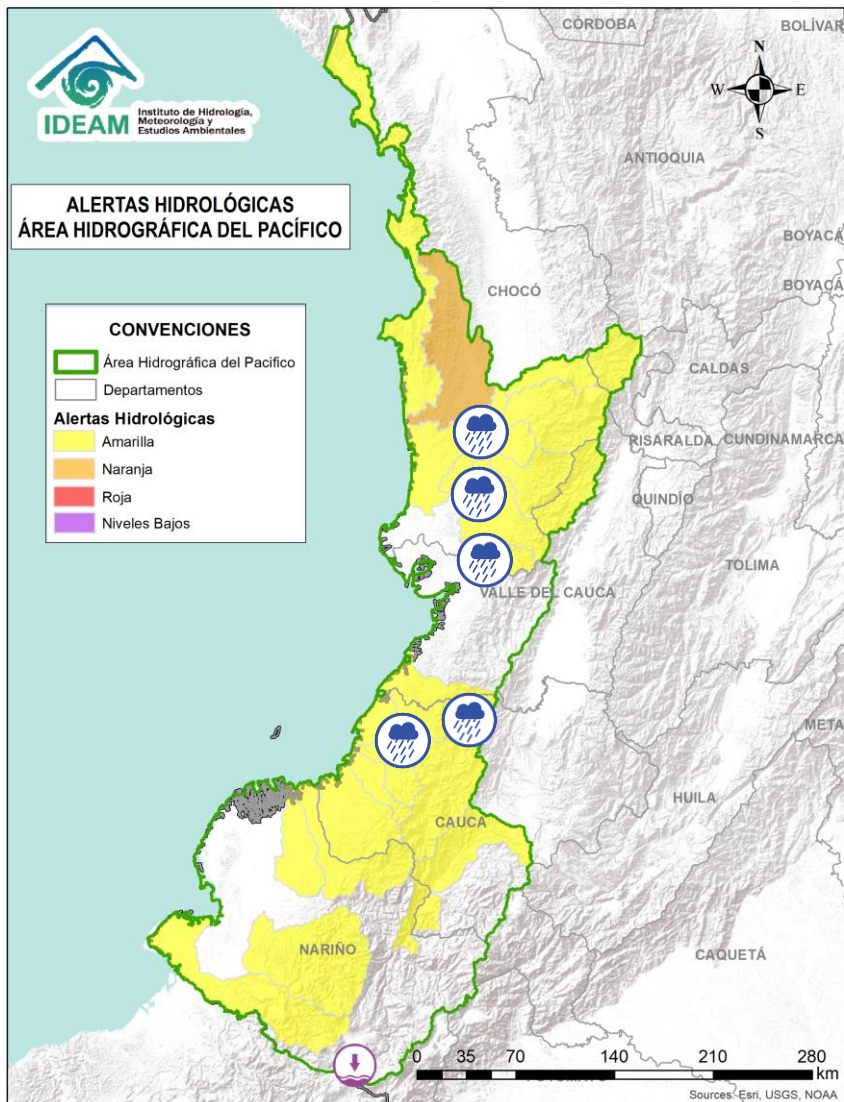 CÓRDOBA
BOLÍVAR
IDEAM
Instituto de Hidrología,
Meteorología y
Estudios Ambientales
N
W
E
S
ANTIOQUIA
ALERTAS HIDROLÓGICAS
ÁREA HIDROGRÁFICA DEL PACÍFICO
BOYACÁ
BOYACÁ
CHOCÓ
CONVENCIONES
Área Hidrográfica del Pacifico
Departamentos
Alertas Hidrológicas
Amarilla
Naranja
Roja
Niveles Bajos
CALDAS
RISARALDA
CUNDINAMARCA
QUINDÍO
TOLIMA
VALLE DEL CAUCA
META
HUILA
CAUCA
NARIÑO
CAQUETÁ
0 35 70 140 210 280
km
Sources: Esri, USGS, NOAA